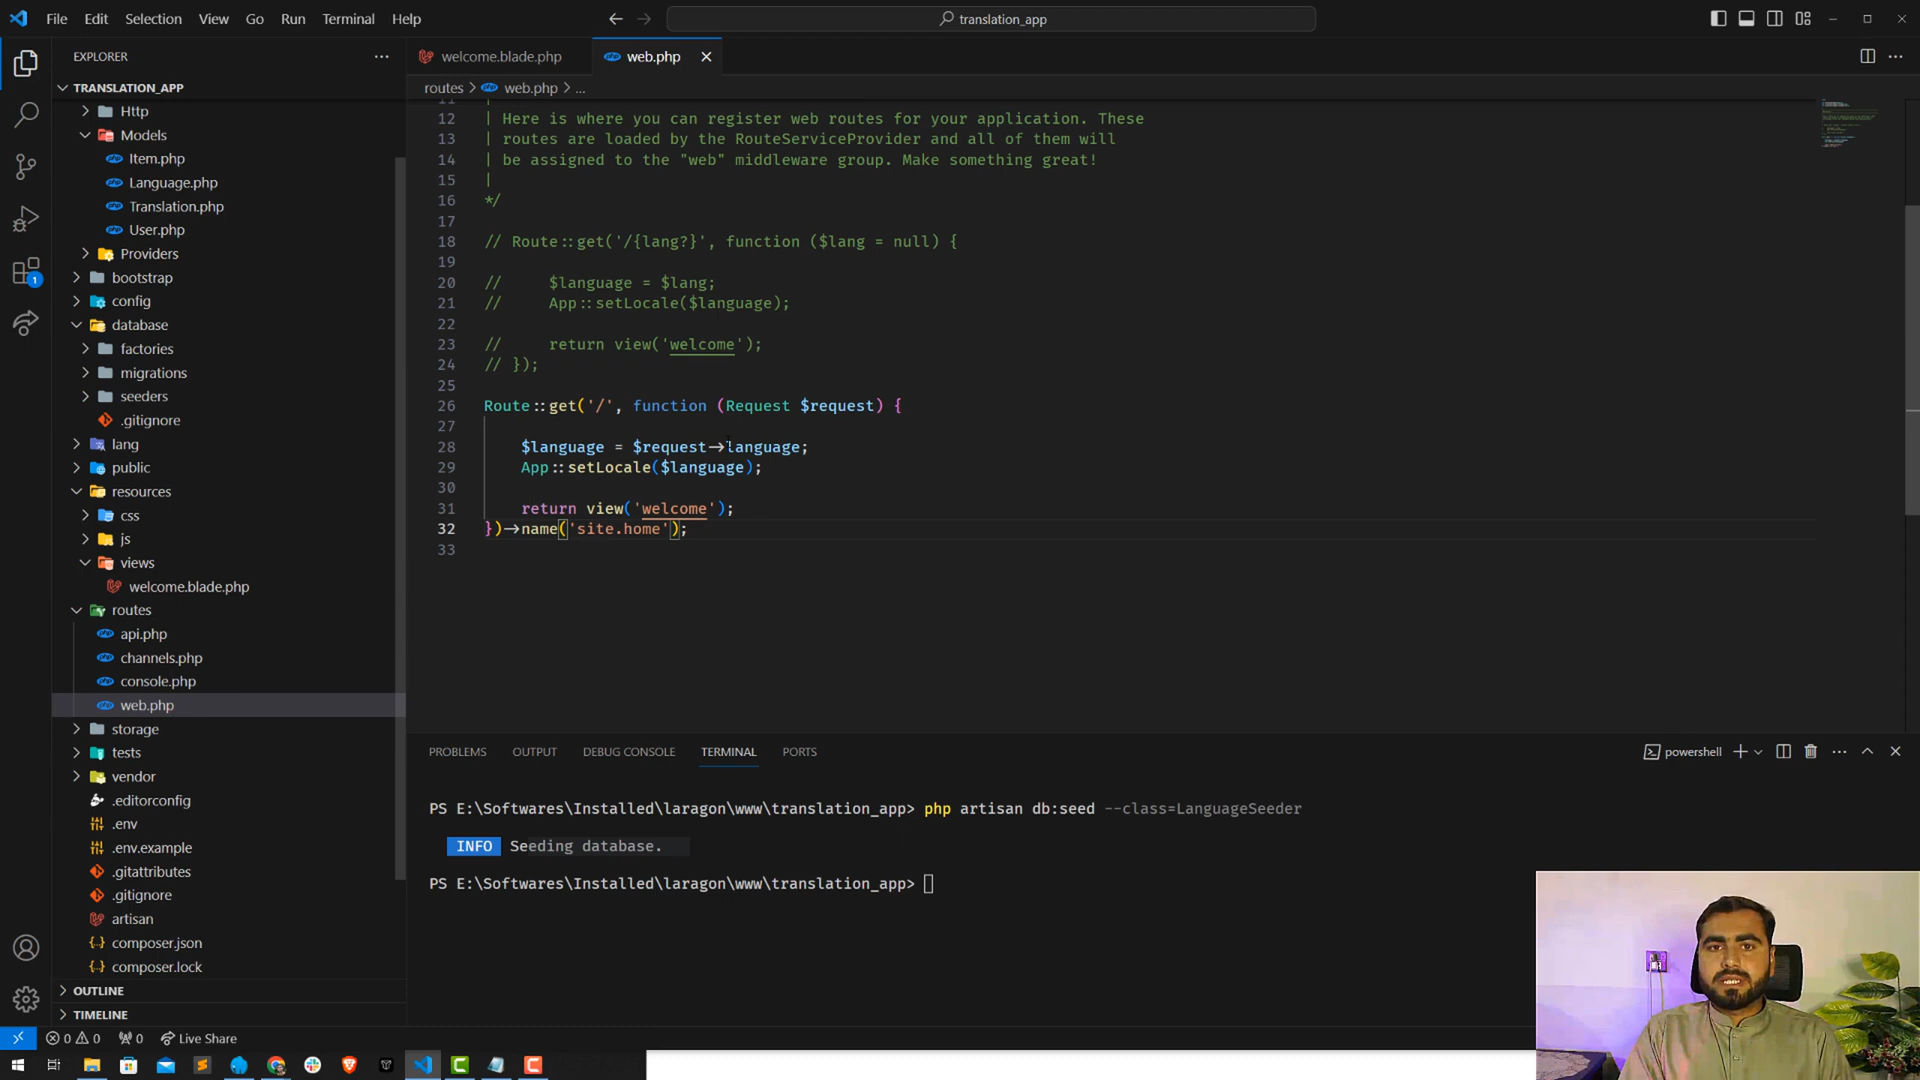 File Edit Selection View Go Run Terminal Help
translation_app
EXPLORER
TRANSLATION_APP
Http
Models
Item.php
Language.php
Translation.php
User.php
Providers
bootstrap
config
database
factories
migrations
seeders
.gitignore
lang
public
resources
css
js
views
welcome.blade.php
routes
api.php
channels.php
console.php
web.php
storage
tests
vendor
.editorconfig
.env
.env.example
.gitattributes
.gitignore
artisan
composer.json
composer.lock
OUTLINE
TIMELINE
welcome.blade.php web.php
routes > web.php > ...
11 |
12 | Here is where you can register web routes for your application. These
13 | routes are loaded by the RouteServiceProvider and all of them will
14 | be assigned to the "web" middleware group. Make something great!
15 |
16 */
17
18 // Route::get('/{lang?}', function ($lang = null) {
19
20 //     $language = $lang;
21 //     App::setLocale($language);
22
23 //     return view('welcome');
24 // });
25
26 Route::get('/', function (Request $request) {
27
28     $language = $request->language;
29     App::setLocale($language);
30
31     return view('welcome');
32 })->name('site.home');
33
PROBLEMS OUTPUT DEBUG CONSOLE TERMINAL PORTS
powershell
PS E:\Softwares\Installed\laragon\www\translation_app> php artisan db:seed --class=LanguageSeeder
INFO Seeding database.
PS E:\Softwares\Installed\laragon\www\translation_app>
1
0 0 0 Live Share